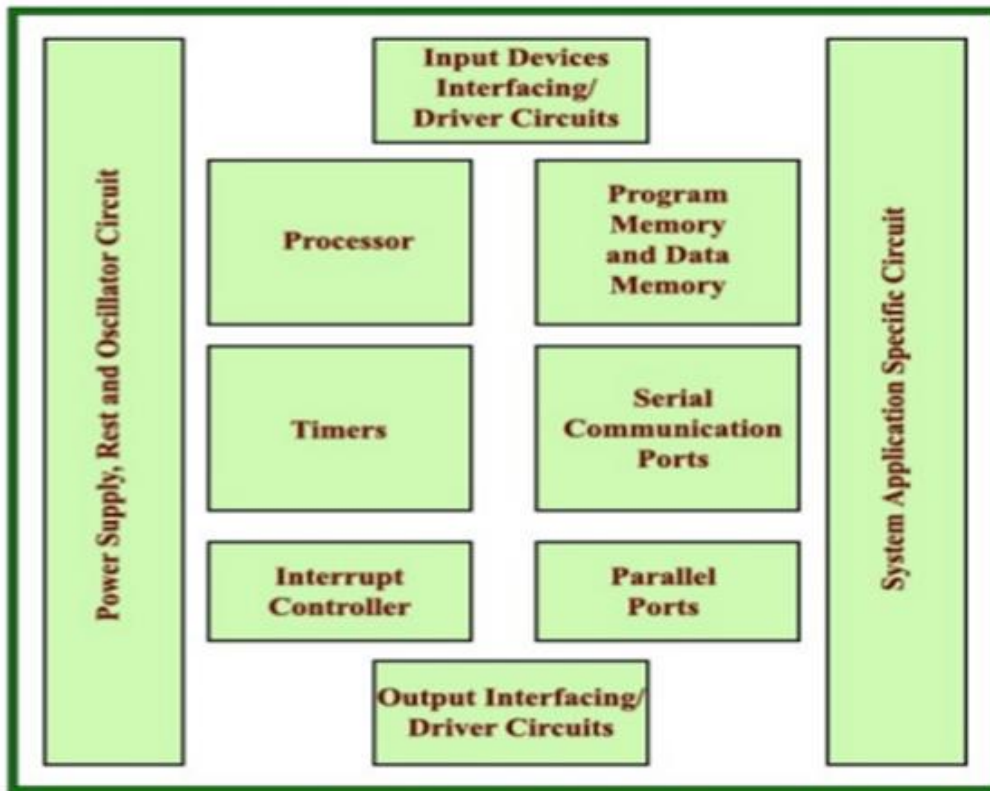 Input Devices
Interfacing/
Driver Circuits
Power Supply, Rest and Oscillator Circuit
Processor
Program
Memory
and Data
Memory
System Application Specific Circuit
Timers
Serial
Communication
Ports
Interrupt
Controller
Parallel
Ports
Output Interfacing/
Driver Circuits